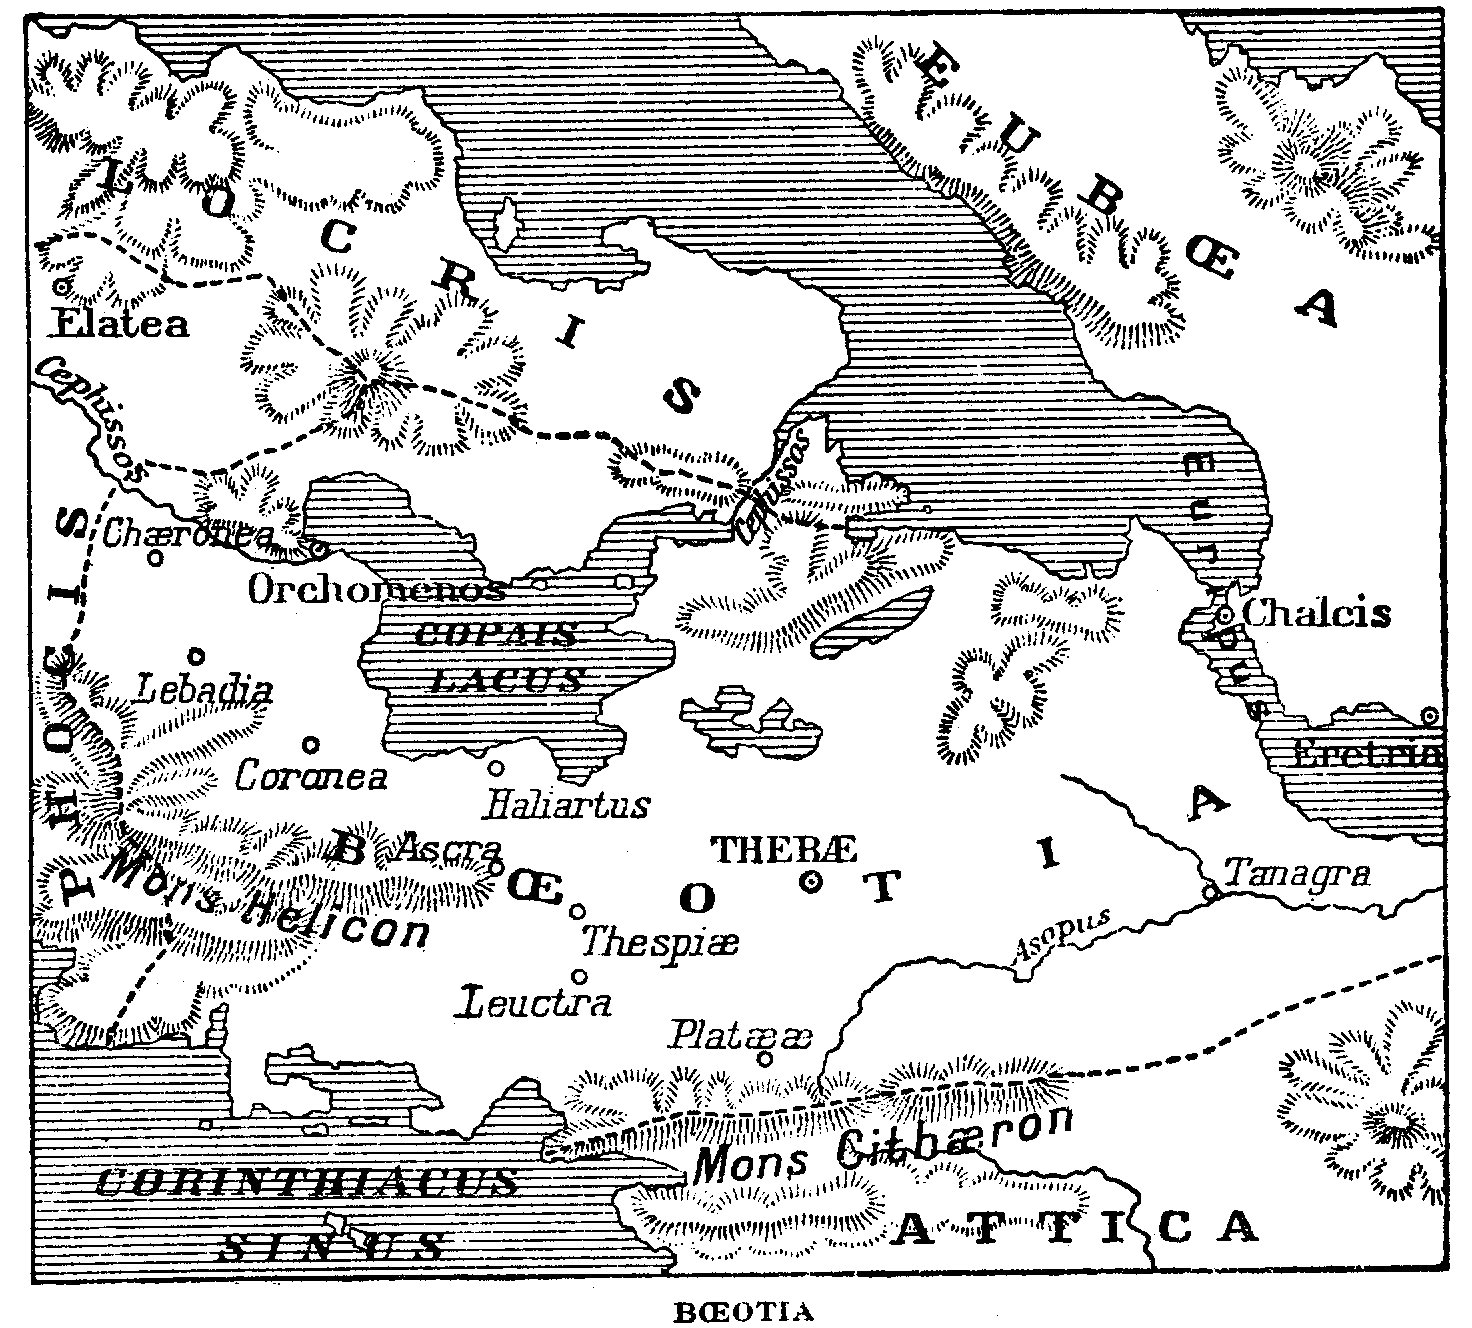 EUBŒA
LOCRIS
Elatea
Cephissos
Cephissos
Euripus
Chæronea
Orchomenos
COPAIS
LACUS
Chalcis
PHOCIS
Lebadia
Eretria
Coronea
Haliartus
BŒOTIA
Ascra
THEBÆ
Tanagra
Mons Helicon
Thespiæ
Asopus
Leuctra
Platææ
Mons Cithæron
CORINTHIACUS
SINUS
ATTICA
BŒOTIA